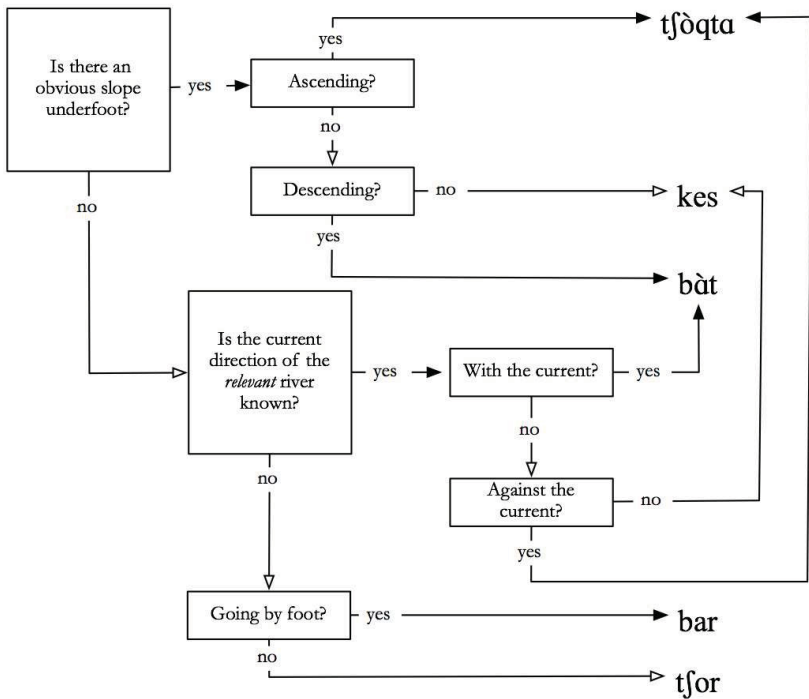 Is there an
obvious slope
underfoot?
yes
Ascending?
yes
tʃòqtɑ
no
Descending?
no
kes
yes
bɑ̀t
no
Is the current
direction of the
relevant river
known?
yes
With the current?
yes
no
Against the
current?
no
yes
no
Going by foot?
yes
bar
no
tʃor